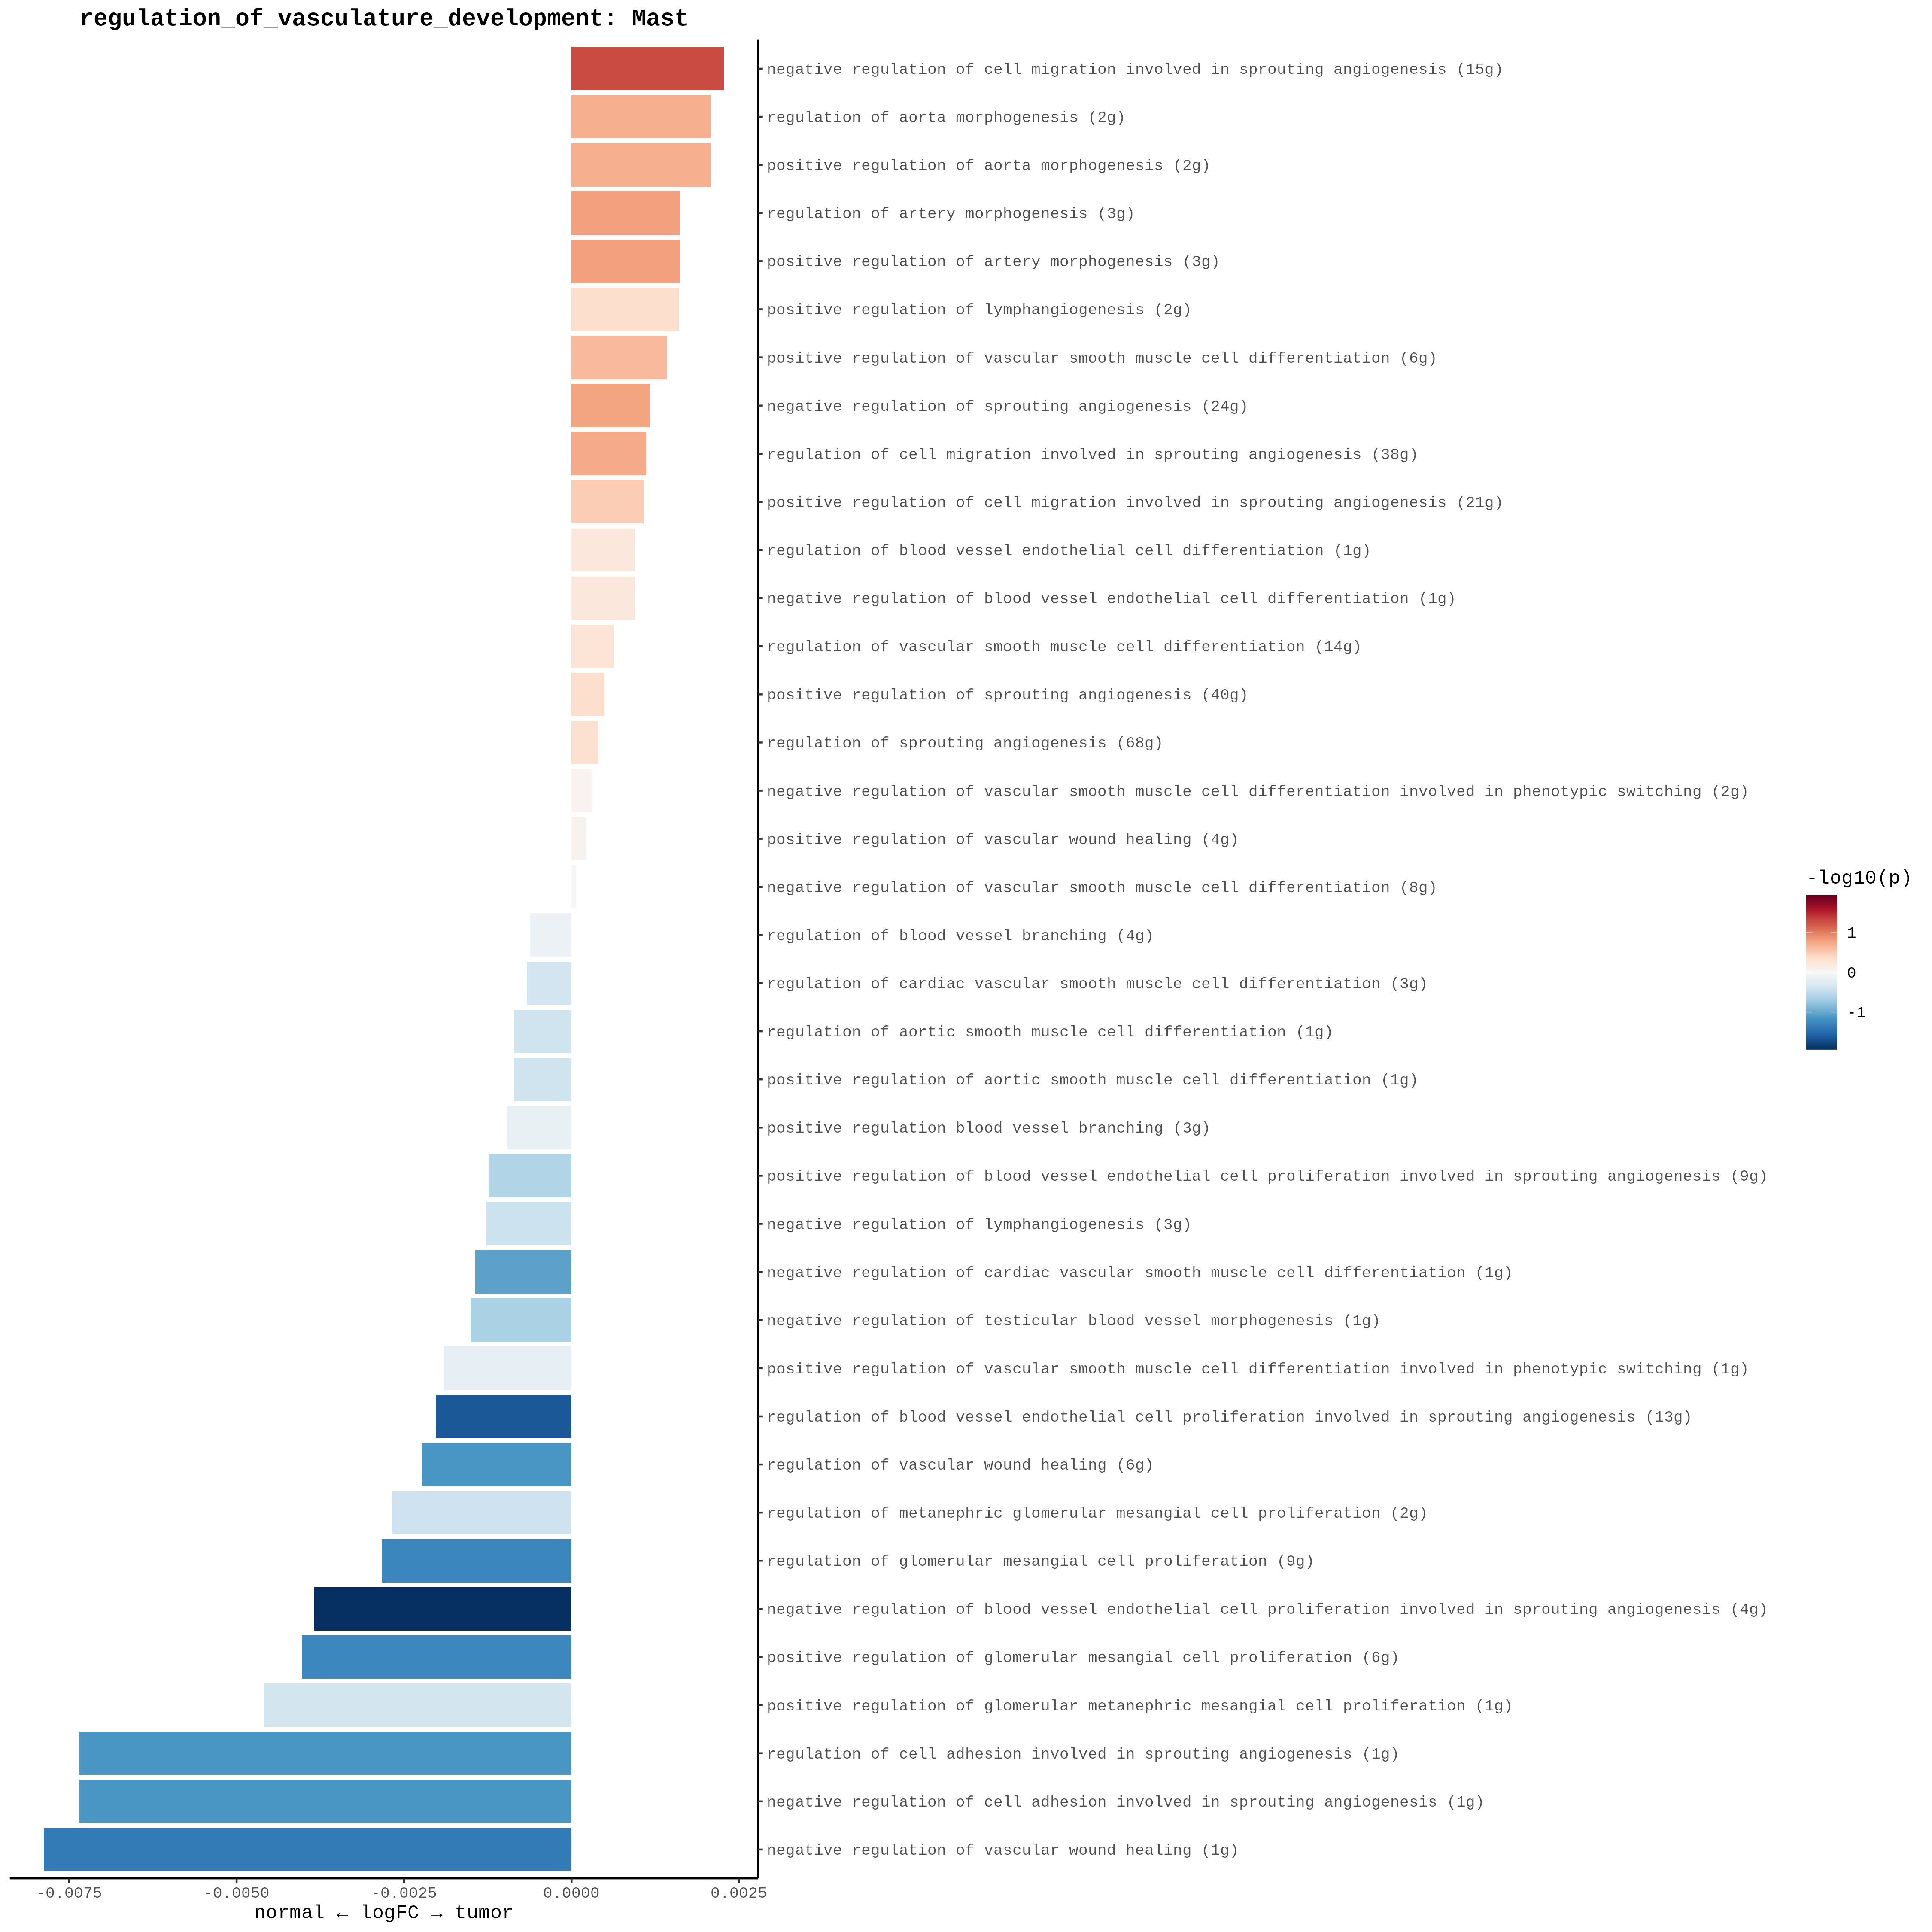 regulation_of_vasculature_development: Mast
negative regulation of cell migration involved in sprouting angiogenesis (15g)
regulation of aorta morphogenesis (2g)
positive regulation of aorta morphogenesis (2g)
regulation of artery morphogenesis (3g)
positive regulation of artery morphogenesis (3g)
positive regulation of lymphangiogenesis (2g)
positive regulation of vascular smooth muscle cell differentiation (6g)
negative regulation of sprouting angiogenesis (24g)
regulation of cell migration involved in sprouting angiogenesis (38g)
positive regulation of cell migration involved in sprouting angiogenesis (21g)
regulation of blood vessel endothelial cell differentiation (1g)
negative regulation of blood vessel endothelial cell differentiation (1g)
regulation of vascular smooth muscle cell differentiation (14g)
positive regulation of sprouting angiogenesis (40g)
regulation of sprouting angiogenesis (68g)
negative regulation of vascular smooth muscle cell differentiation involved in phenotypic switching (2g)
positive regulation of vascular wound healing (4g)
negative regulation of vascular smooth muscle cell differentiation (8g)
regulation of blood vessel branching (4g)
regulation of cardiac vascular smooth muscle cell differentiation (3g)
regulation of aortic smooth muscle cell differentiation (1g)
positive regulation of aortic smooth muscle cell differentiation (1g)
positive regulation blood vessel branching (3g)
positive regulation of blood vessel endothelial cell proliferation involved in sprouting angiogenesis (9g)
negative regulation of lymphangiogenesis (3g)
negative regulation of cardiac vascular smooth muscle cell differentiation (1g)
negative regulation of testicular blood vessel morphogenesis (1g)
positive regulation of vascular smooth muscle cell differentiation involved in phenotypic switching (1g)
regulation of blood vessel endothelial cell proliferation involved in sprouting angiogenesis (13g)
regulation of vascular wound healing (6g)
regulation of metanephric glomerular mesangial cell proliferation (2g)
regulation of glomerular mesangial cell proliferation (9g)
negative regulation of blood vessel endothelial cell proliferation involved in sprouting angiogenesis (4g)
positive regulation of glomerular mesangial cell proliferation (6g)
positive regulation of glomerular metanephric mesangial cell proliferation (1g)
regulation of cell adhesion involved in sprouting angiogenesis (1g)
negative regulation of cell adhesion involved in sprouting angiogenesis (1g)
negative regulation of vascular wound healing (1g)
-0.0075 -0.0050 -0.0025 0.0000 0.0025
normal ← logFC → tumor
-log10(p)
1
0
-1